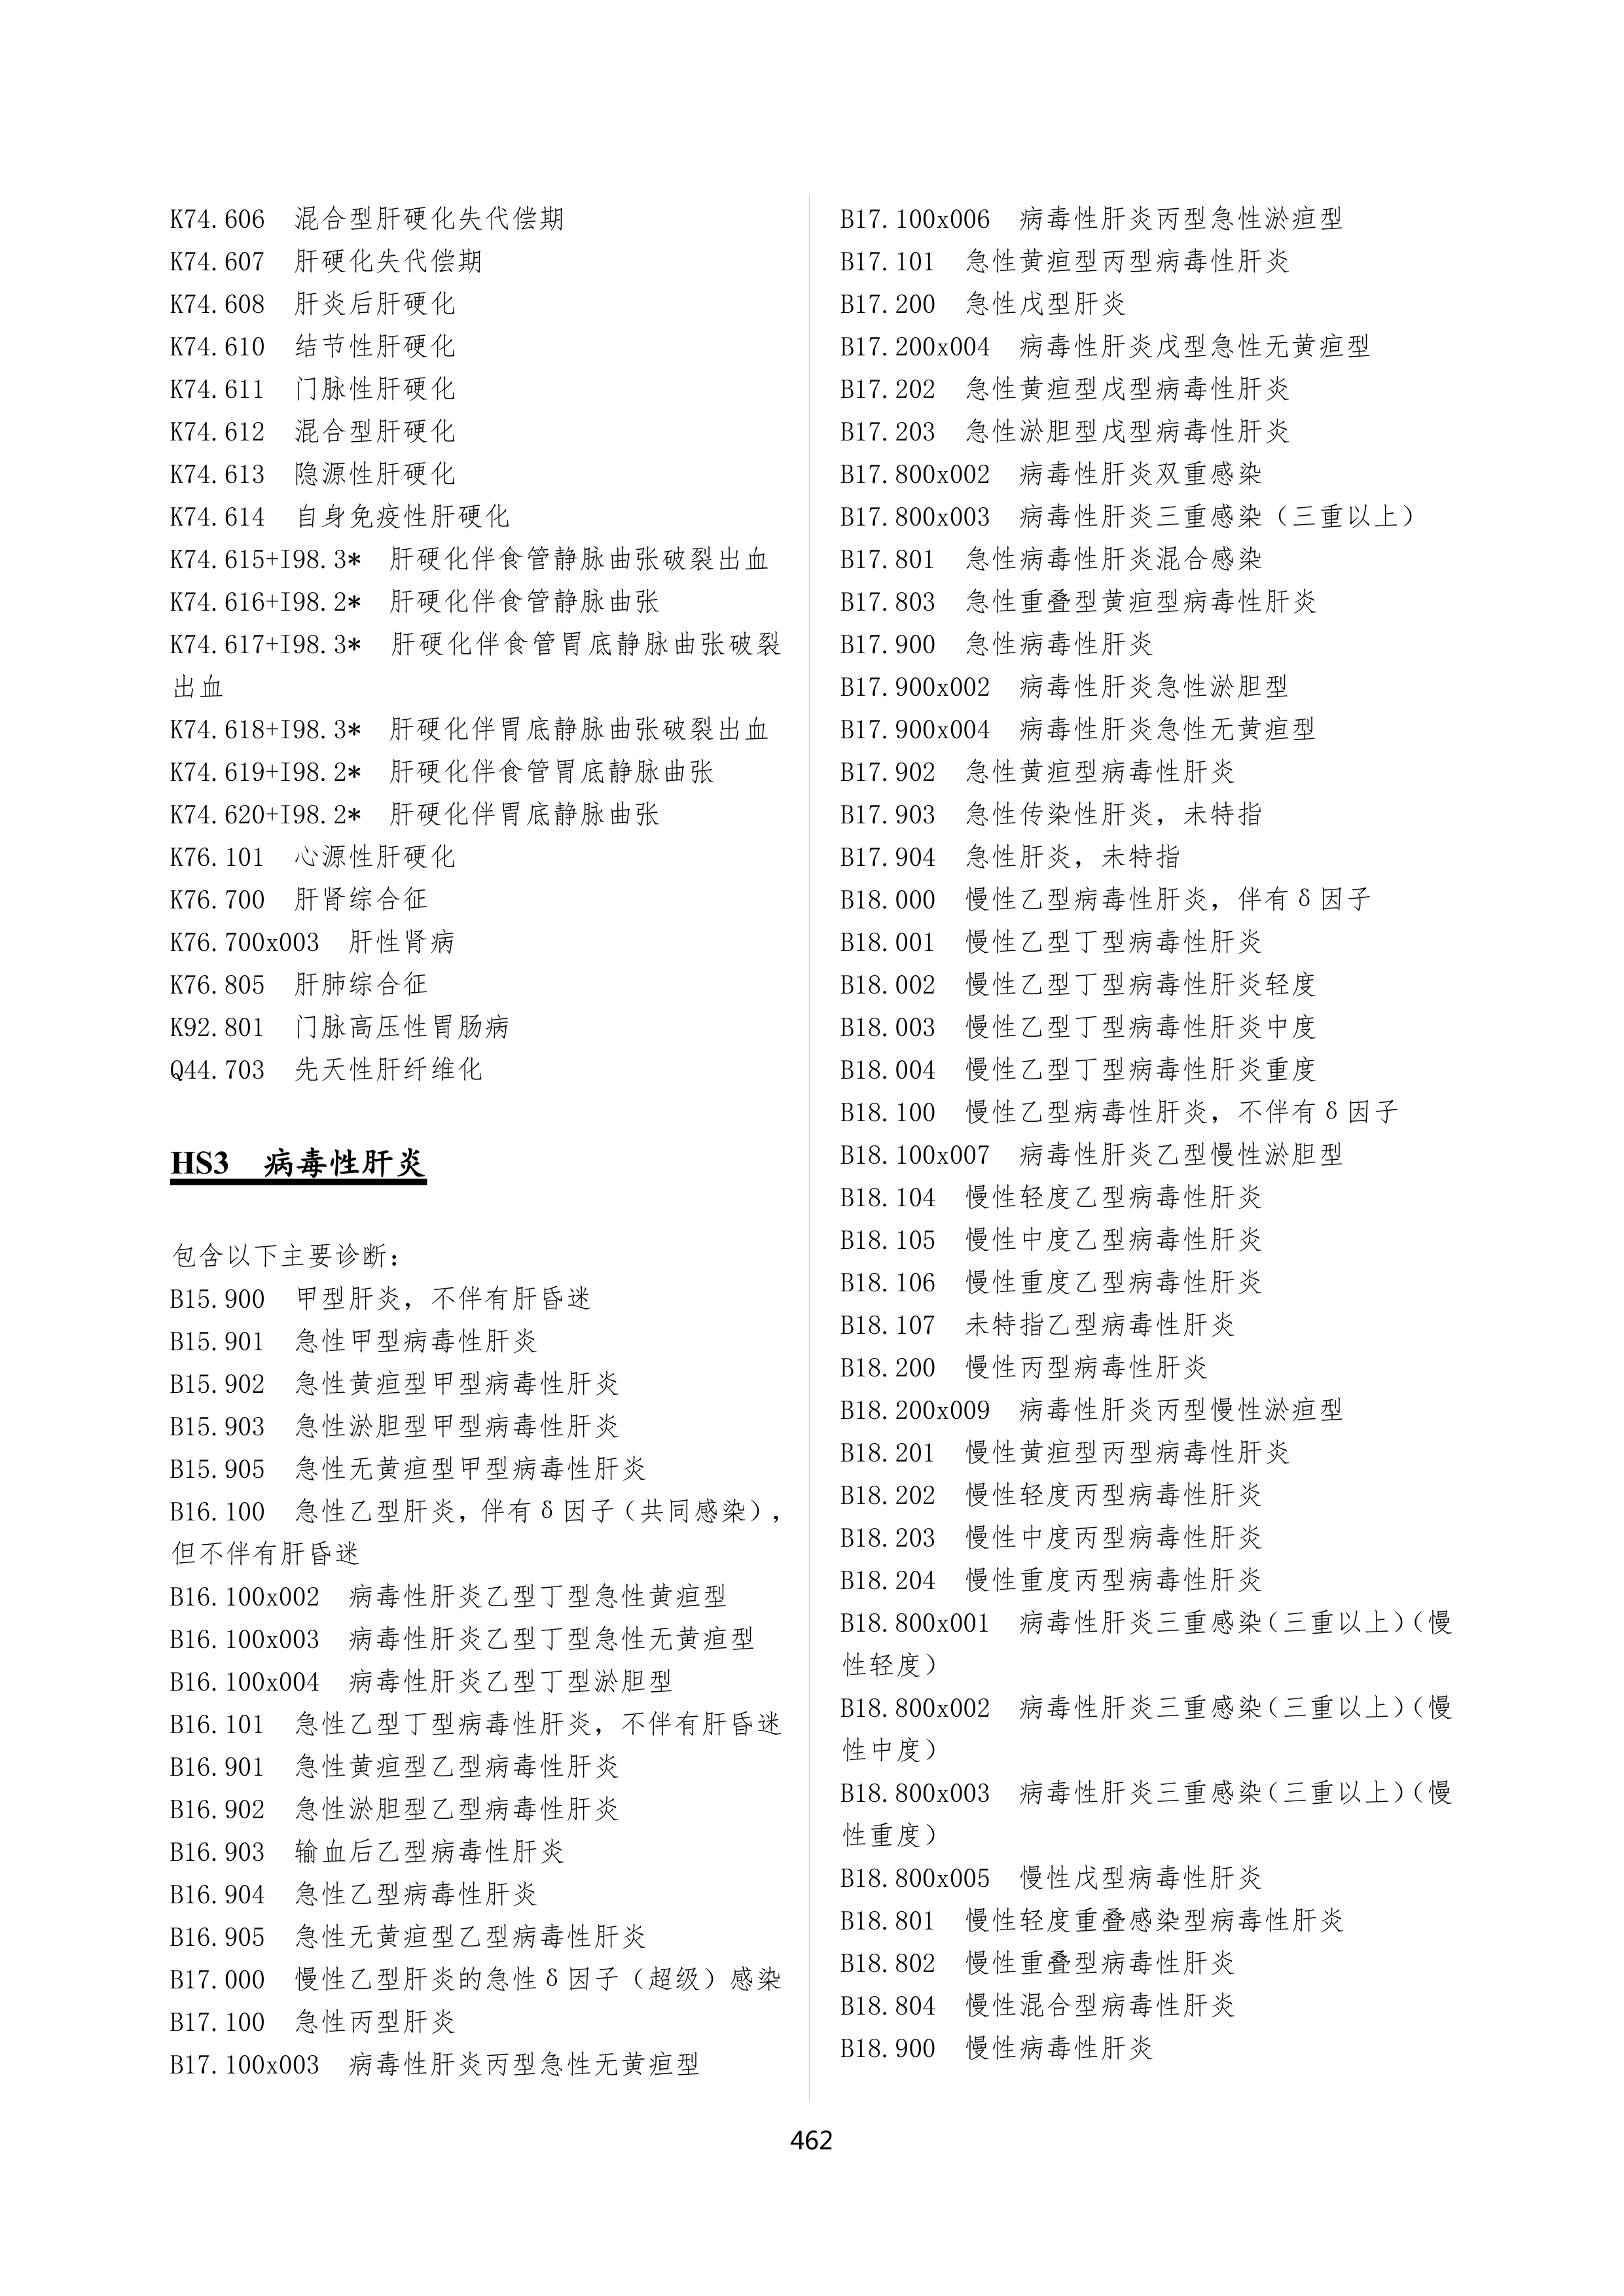 K74.606  混合型肝硬化失代偿期
K74.607  肝硬化失代偿期
K74.608  肝炎后肝硬化
K74.610  结节性肝硬化
K74.611  门脉性肝硬化
K74.612  混合型肝硬化
K74.613  隐源性肝硬化
K74.614  自身免疫性肝硬化
K74.615+I98.3*  肝硬化伴食管静脉曲张破裂出血
K74.616+I98.2*  肝硬化伴食管静脉曲张
K74.617+I98.3*  肝硬化伴食管胃底静脉曲张破裂
出血
K74.618+I98.3*  肝硬化伴胃底静脉曲张破裂出血
K74.619+I98.2*  肝硬化伴食管胃底静脉曲张
K74.620+I98.2*  肝硬化伴胃底静脉曲张
K76.101  心源性肝硬化
K76.700  肝肾综合征
K76.700x003  肝性肾病
K76.805  肝肺综合征
K92.801  门脉高压性胃肠病
Q44.703  先天性肝纤维化
HS3  病毒性肝炎
包含以下主要诊断：
B15.900  甲型肝炎，不伴有肝昏迷
B15.901  急性甲型病毒性肝炎
B15.902  急性黄疸型甲型病毒性肝炎
B15.903  急性淤胆型甲型病毒性肝炎
B15.905  急性无黄疸型甲型病毒性肝炎
B16.100  急性乙型肝炎，伴有δ因子（共同感染），
但不伴有肝昏迷
B16.100x002  病毒性肝炎乙型丁型急性黄疸型
B16.100x003  病毒性肝炎乙型丁型急性无黄疸型
B16.100x004  病毒性肝炎乙型丁型淤胆型
B16.101  急性乙型丁型病毒性肝炎，不伴有肝昏迷
B16.901  急性黄疸型乙型病毒性肝炎
B16.902  急性淤胆型乙型病毒性肝炎
B16.903  输血后乙型病毒性肝炎
B16.904  急性乙型病毒性肝炎
B16.905  急性无黄疸型乙型病毒性肝炎
B17.000  慢性乙型肝炎的急性δ因子（超级）感染
B17.100  急性丙型肝炎
B17.100x003  病毒性肝炎丙型急性无黄疸型
B17.100x006  病毒性肝炎丙型急性淤疸型
B17.101  急性黄疸型丙型病毒性肝炎
B17.200  急性戊型肝炎
B17.200x004  病毒性肝炎戊型急性无黄疸型
B17.202  急性黄疸型戊型病毒性肝炎
B17.203  急性淤胆型戊型病毒性肝炎
B17.800x002  病毒性肝炎双重感染
B17.800x003  病毒性肝炎三重感染（三重以上）
B17.801  急性病毒性肝炎混合感染
B17.803  急性重叠型黄疸型病毒性肝炎
B17.900  急性病毒性肝炎
B17.900x002  病毒性肝炎急性淤胆型
B17.900x004  病毒性肝炎急性无黄疸型
B17.902  急性黄疸型病毒性肝炎
B17.903  急性传染性肝炎，未特指
B17.904  急性肝炎，未特指
B18.000  慢性乙型病毒性肝炎，伴有δ因子
B18.001  慢性乙型丁型病毒性肝炎
B18.002  慢性乙型丁型病毒性肝炎轻度
B18.003  慢性乙型丁型病毒性肝炎中度
B18.004  慢性乙型丁型病毒性肝炎重度
B18.100  慢性乙型病毒性肝炎，不伴有δ因子
B18.100x007  病毒性肝炎乙型慢性淤胆型
B18.104  慢性轻度乙型病毒性肝炎
B18.105  慢性中度乙型病毒性肝炎
B18.106  慢性重度乙型病毒性肝炎
B18.107  未特指乙型病毒性肝炎
B18.200  慢性丙型病毒性肝炎
B18.200x009  病毒性肝炎丙型慢性淤疸型
B18.201  慢性黄疸型丙型病毒性肝炎
B18.202  慢性轻度丙型病毒性肝炎
B18.203  慢性中度丙型病毒性肝炎
B18.204  慢性重度丙型病毒性肝炎
B18.800x001  病毒性肝炎三重感染（三重以上）（慢
性轻度）
B18.800x002  病毒性肝炎三重感染（三重以上）（慢
性中度）
B18.800x003  病毒性肝炎三重感染（三重以上）（慢
性重度）
B18.800x005  慢性戊型病毒性肝炎
B18.801  慢性轻度重叠感染型病毒性肝炎
B18.802  慢性重叠型病毒性肝炎
B18.804  慢性混合型病毒性肝炎
B18.900  慢性病毒性肝炎
462